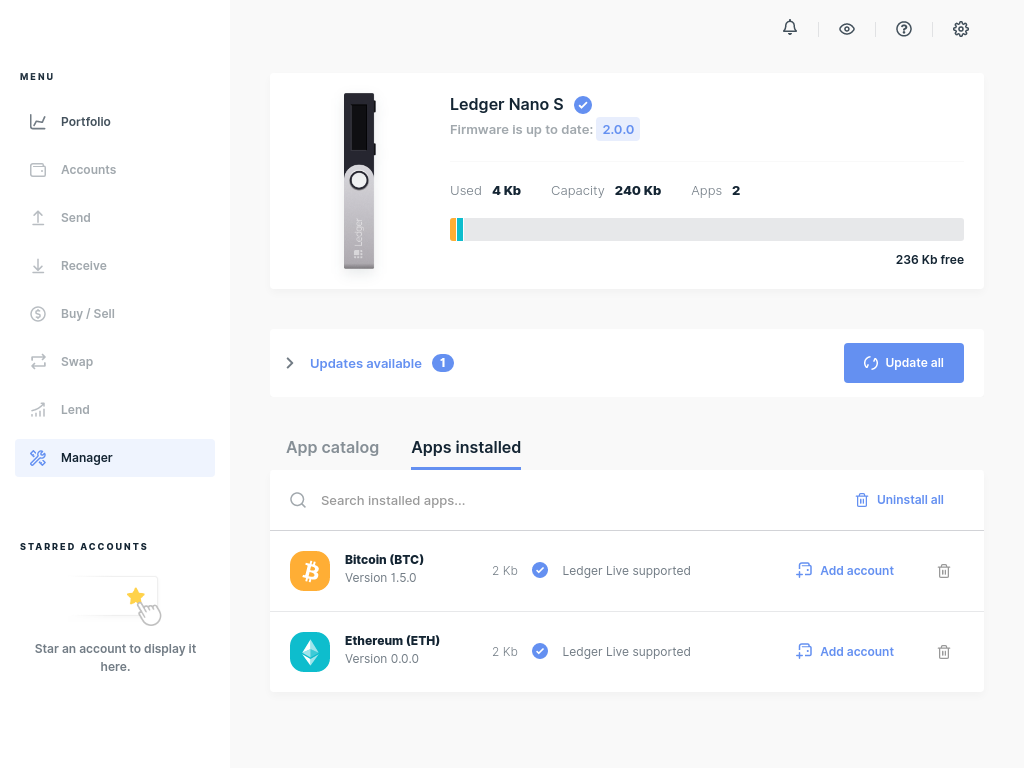 MENU
Portfolio
Accounts
Send
Receive
Buy / Sell
Swap
Lend
Manager
STARRED ACCOUNTS
Star an account to display it
here.
Ledger
Ledger Nano S
Firmware is up to date: 2.0.0
Used 4 Kb Capacity 240 Kb Apps 2
236 Kb free
Updates available 1
Update all
App catalog Apps installed
Search installed apps...
Uninstall all
Bitcoin (BTC)
Version 1.5.0
2 Kb Ledger Live supported Add account
Ethereum (ETH)
Version 0.0.0
2 Kb Ledger Live supported Add account